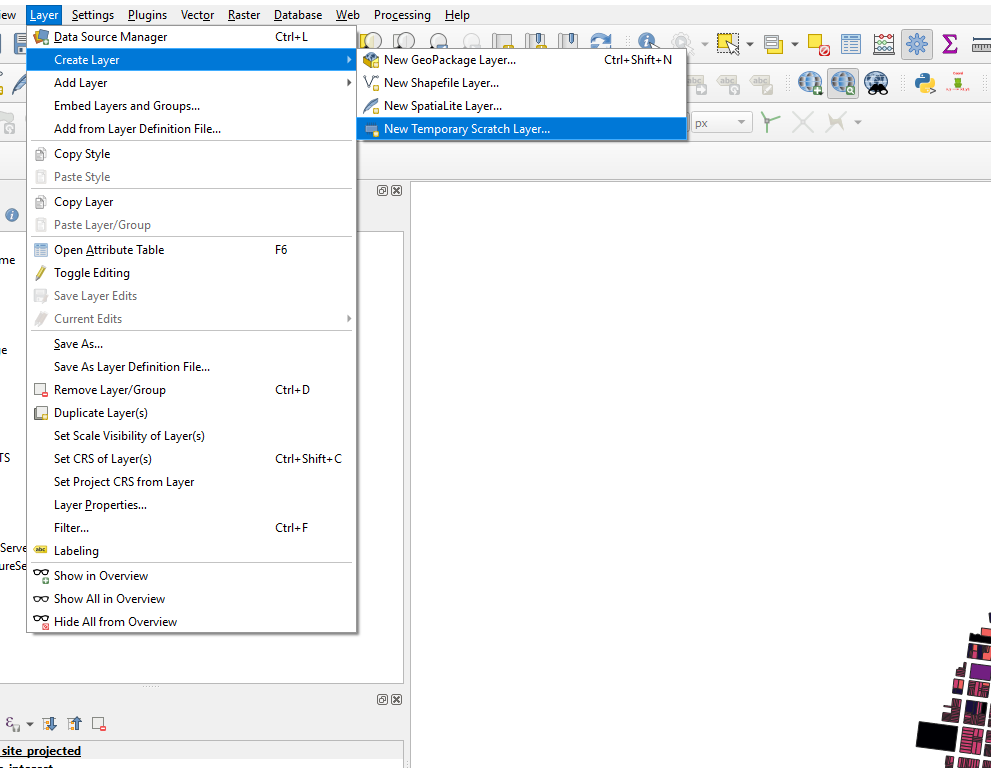 ew Layer Settings Plugins Vector Raster Database Web Processing Help
Data Source Manager Ctrl+L
Create Layer
New GeoPackage Layer... Ctrl+Shift+N
Add Layer
New Shapefile Layer...
Embed Layers and Groups...
New SpatiaLite Layer...
Add from Layer Definition File...
New Temporary Scratch Layer...
px
Copy Style
Paste Style
Copy Layer
Paste Layer/Group
Open Attribute Table F6
me
Toggle Editing
Save Layer Edits
Current Edits
Save As...
Save As Layer Definition File...
Remove Layer/Group Ctrl+D
Duplicate Layer(s)
Set Scale Visibility of Layer(s)
TS
Set CRS of Layer(s) Ctrl+Shift+C
Set Project CRS from Layer
Layer Properties...
Filter... Ctrl+F
Serve
abc Labeling
ureSe
Show in Overview
Show All in Overview
Hide All from Overview
site_projected